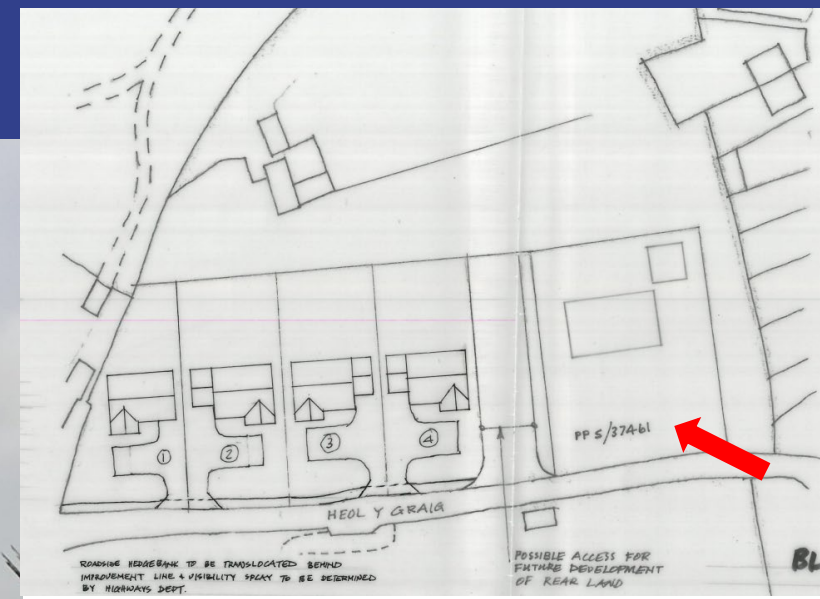 PP S/37461
① ② ③ ④
HEOL Y GRAIG
ROADSIDE HEDGEBANK TO BE TRANSLOCATED BEHIND
IMPROVEMENT LINE & VISIBILITY SPLAY TO BE DETERMINED
BY HIGHWAYS DEPT.
POSSIBLE ACCESS FOR
FUTURE DEVELOPMENT
OF REAR LAND
BL